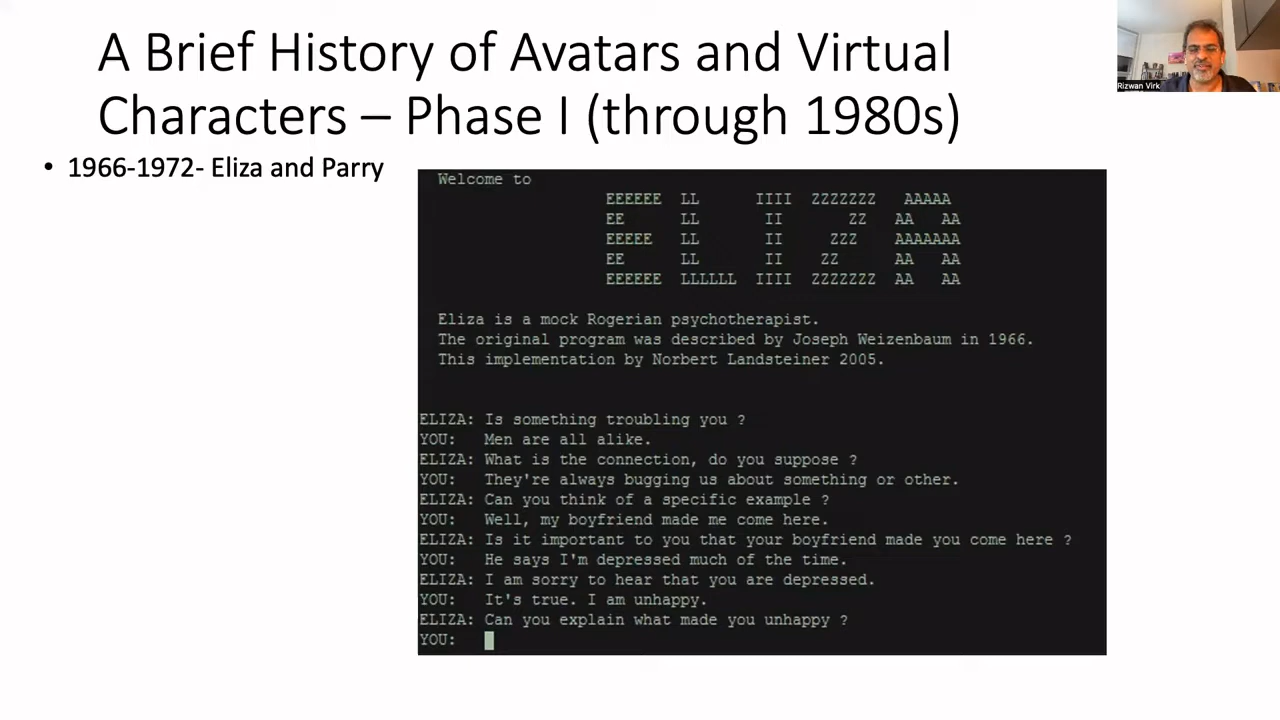 A Brief History of Avatars and Virtual
Characters – Phase I (through 1980s)
Rizwan Virk
• 1966-1972- Eliza and Parry
Welcome to
EEEEEE LL IIII ZZZZZZZ AAAAA
EE LL II ZZ AA AA
EEEEE LL II ZZZ AAAAAAA
EE LL II ZZ AA AA
EEEEEE LLLLLL IIII ZZZZZZZ AA AA
Eliza is a mock Rogerian psychotherapist.
The original program was described by Joseph Weizenbaum in 1966.
This implementation by Norbert Landsteiner 2005.
ELIZA: Is something troubling you ?
YOU: Men are all alike.
ELIZA: What is the connection, do you suppose ?
YOU: They're always bugging us about something or other.
ELIZA: Can you think of a specific example ?
YOU: Well, my boyfriend made me come here.
ELIZA: Is it important to you that your boyfriend made you come here ?
YOU: He says I'm depressed much of the time.
ELIZA: I am sorry to hear that you are depressed.
YOU: It's true. I am unhappy.
ELIZA: Can you explain what made you unhappy ?
YOU: